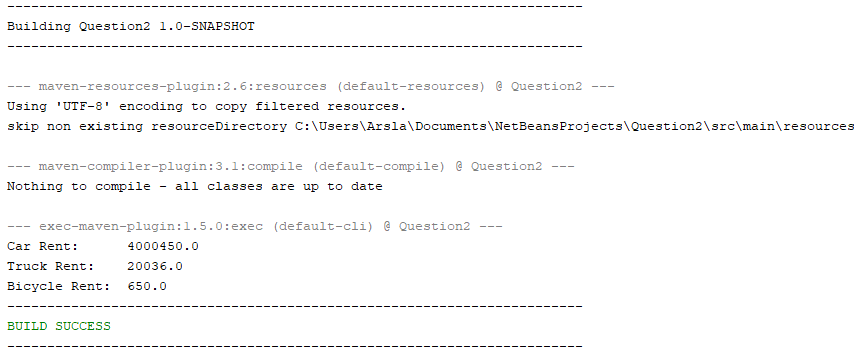 ------------------------------------------------------------------------
Building Question2 1.0-SNAPSHOT
------------------------------------------------------------------------
--- maven-resources-plugin:2.6:resources (default-resources) @ Question2 ---
Using 'UTF-8' encoding to copy filtered resources.
skip non existing resourceDirectory C:\Users\Arsla\Documents\NetBeansProjects\Question2\src\main\resources
--- maven-compiler-plugin:3.1:compile (default-compile) @ Question2 ---
Nothing to compile - all classes are up to date
--- exec-maven-plugin:1.5.0:exec (default-cli) @ Question2 ---
Car Rent:      4000450.0
Truck Rent:    20036.0
Bicycle Rent:  650.0
------------------------------------------------------------------------
BUILD SUCCESS
------------------------------------------------------------------------